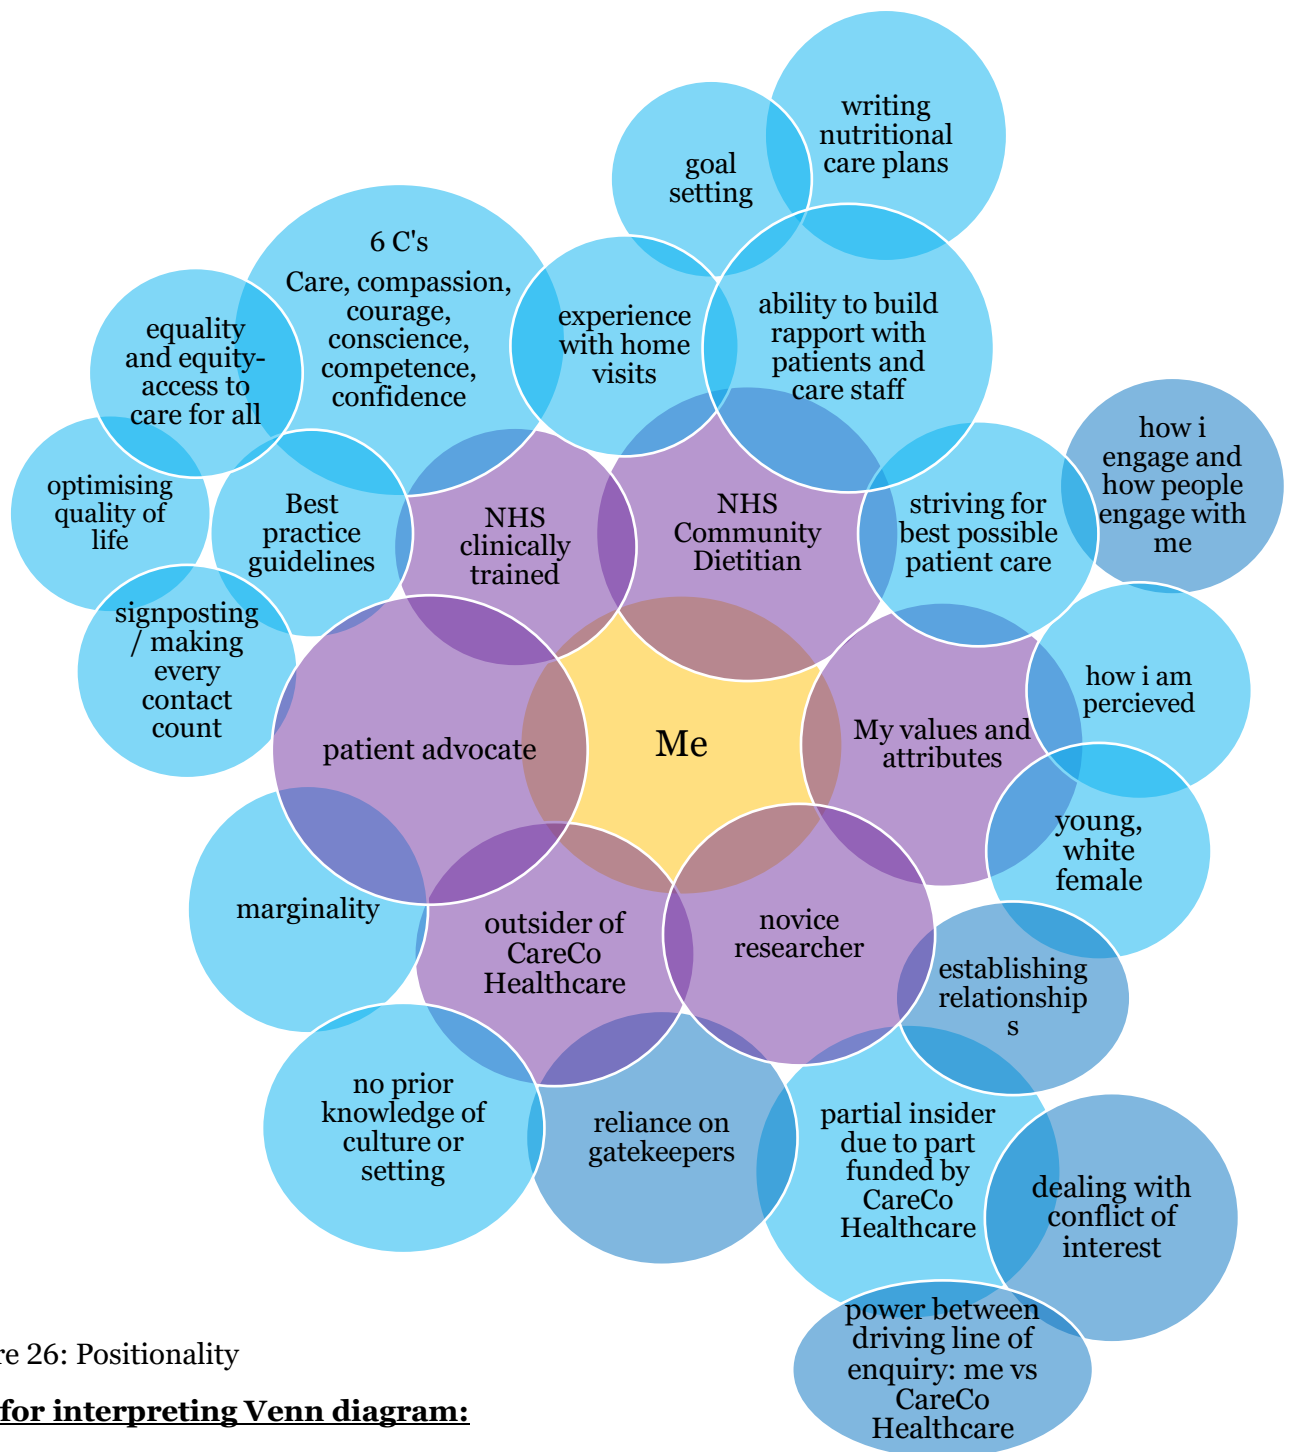 writing
nutritional
care plans
goal
setting
6 C's
Care, compassion,
courage,
conscience,
competence,
confidence
experience
with home
visits
ability to build
rapport with
patients and
care staff
equality
and equity-
access to
care for all
how i
engage and
how people
engage with
me
optimising
quality of
life
Best
practice
guidelines
NHS
clinically
trained
NHS
Community
Dietitian
striving for
best possible
patient care
signposting
/ making
every
contact
count
how i am
percieved
patient advocate
Me
My values and
attributes
young,
white
female
marginality
outsider of
CareCo
Healthcare
novice
researcher
establishing
relationship
s
no prior
knowledge of
culture or
setting
reliance on
gatekeepers
partial insider
due to part
funded by
CareCo
Healthcare
dealing with
conflict of
interest
power between
driving line of
enquiry: me vs
CareCo
Healthcare
re 26: Positionality
for interpreting Venn diagram: